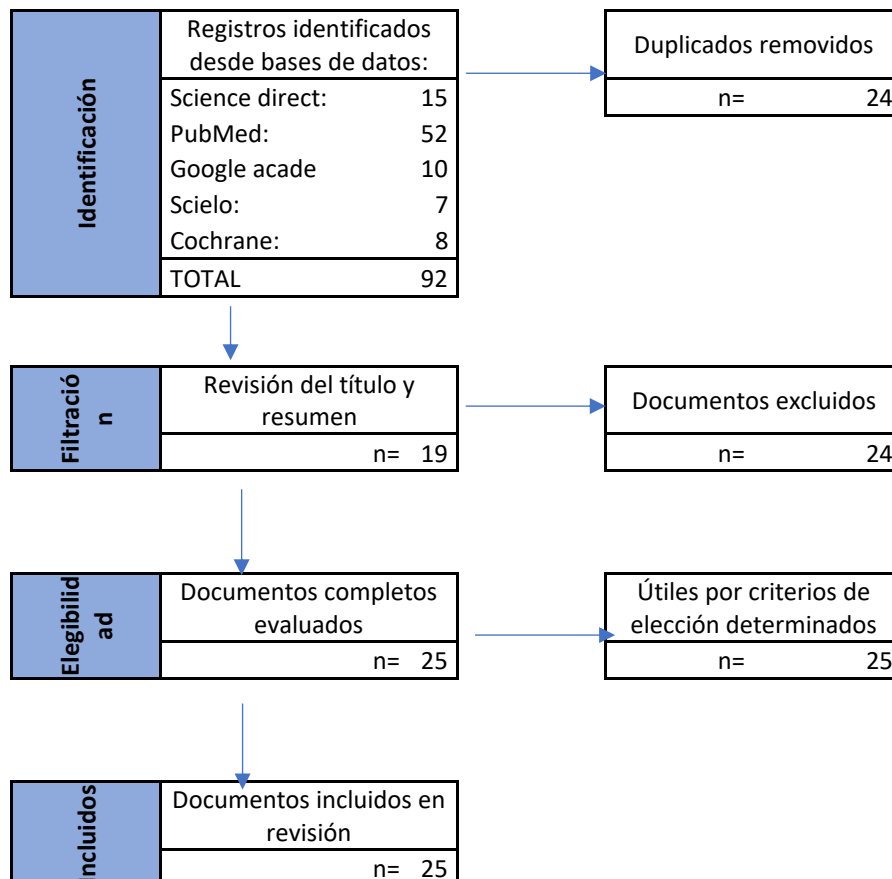 Identificación
Registros identificados
desde bases de datos:
Science direct: 15
PubMed: 52
Google acade 10
Scielo: 7
Cochrane: 8
TOTAL 92
Duplicados removidos
n= 24
Filtració
n
Revisión del título y
resumen
n= 19
Documentos excluidos
n= 24
Elegibilid
ad
Documentos completos
evaluados
n= 25
Útiles por criterios de
elección determinados
n= 25
Incluidos
Documentos incluidos en
revisión
n= 25